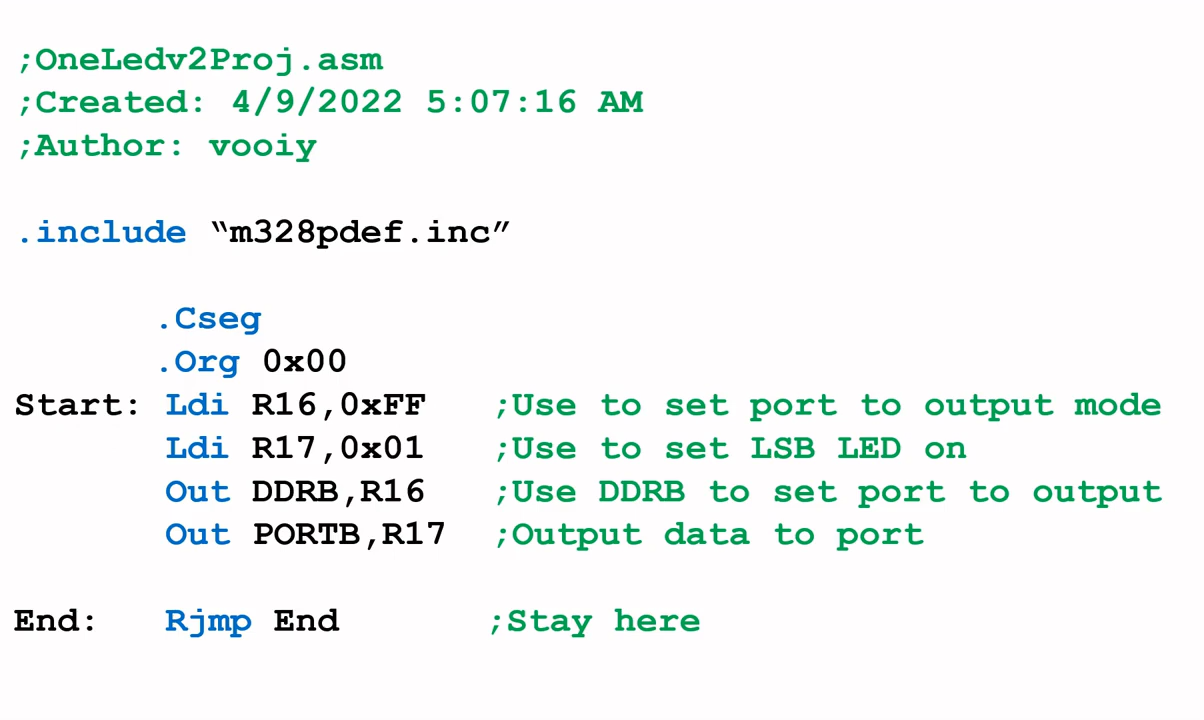 ;OneLedv2Proj.asm
;Created: 4/9/2022 5:07:16 AM
;Author: vooiy
.include “m328pdef.inc”
.Cseg
.Org 0x00
Start: Ldi R16,0xFF ;Use to set port to output mode
Ldi R17,0x01 ;Use to set LSB LED on
Out DDRB,R16 ;Use DDRB to set port to output
Out PORTB,R17 ;Output data to port
End: Rjmp End ;Stay here